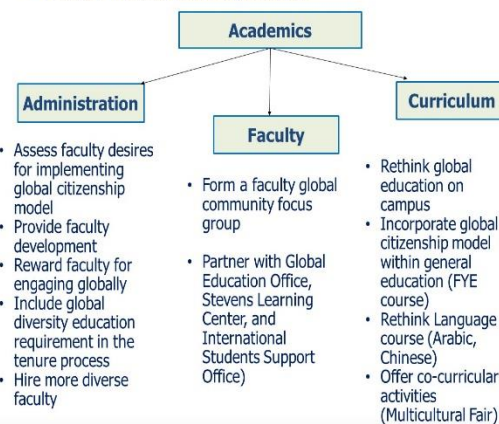 Academics
Administration
• Assess faculty desires
for implementing
global citizenship
model
• Provide faculty
development
• Reward faculty for
engaging globally
• Include global
diversity education
requirement in the
tenure process
• Hire more diverse
faculty
Faculty
• Form a faculty global
community focus
group
• Partner with Global
Education Office,
Stevens Learning
Center, and
International
Students Support
Office)
Curriculum
• Rethink global
education on
campus
• Incorporate global
citizenship model
within general
education (FYE
course)
• Rethink Language
course (Arabic,
Chinese)
• Offer co-curricular
activities
(Multicultural Fair)